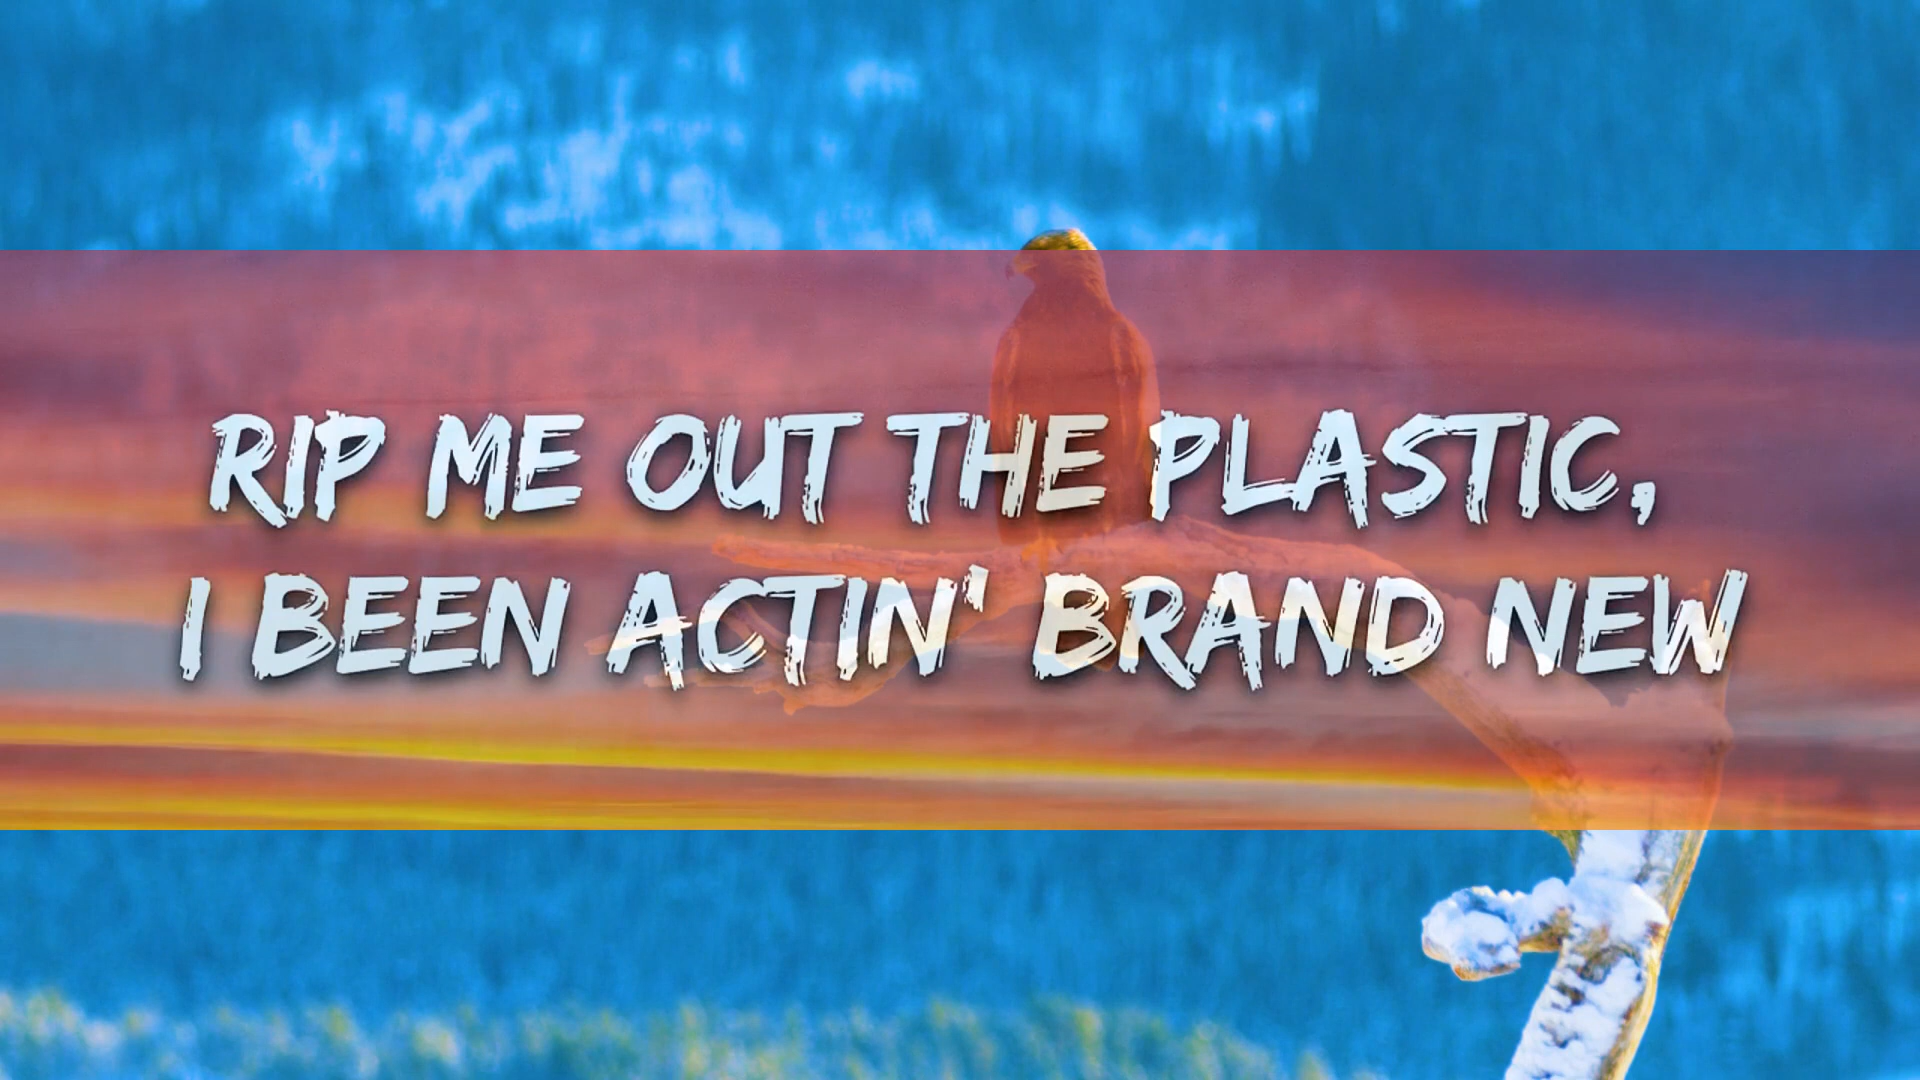 RIP ME OUT THE PLASTIC,
I BEEN ACTIN' BRAND NEW